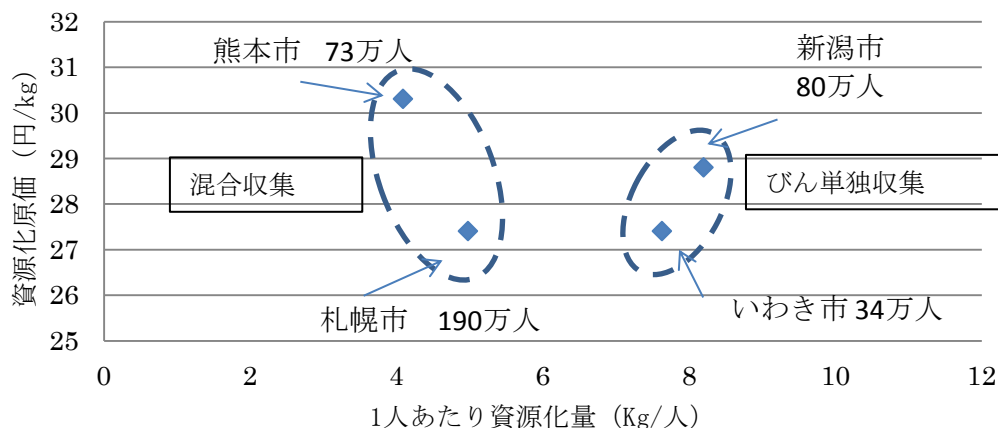 資源化原価（円/kg）
32
31
30
29
28
27
26
25
熊本市　73万人
新潟市
80万人
混合収集
びん単独収集
札幌市　190万人
いわき市 34万人
0
2
4
6
8
10
12
1人あたり資源化量（Kg/人）